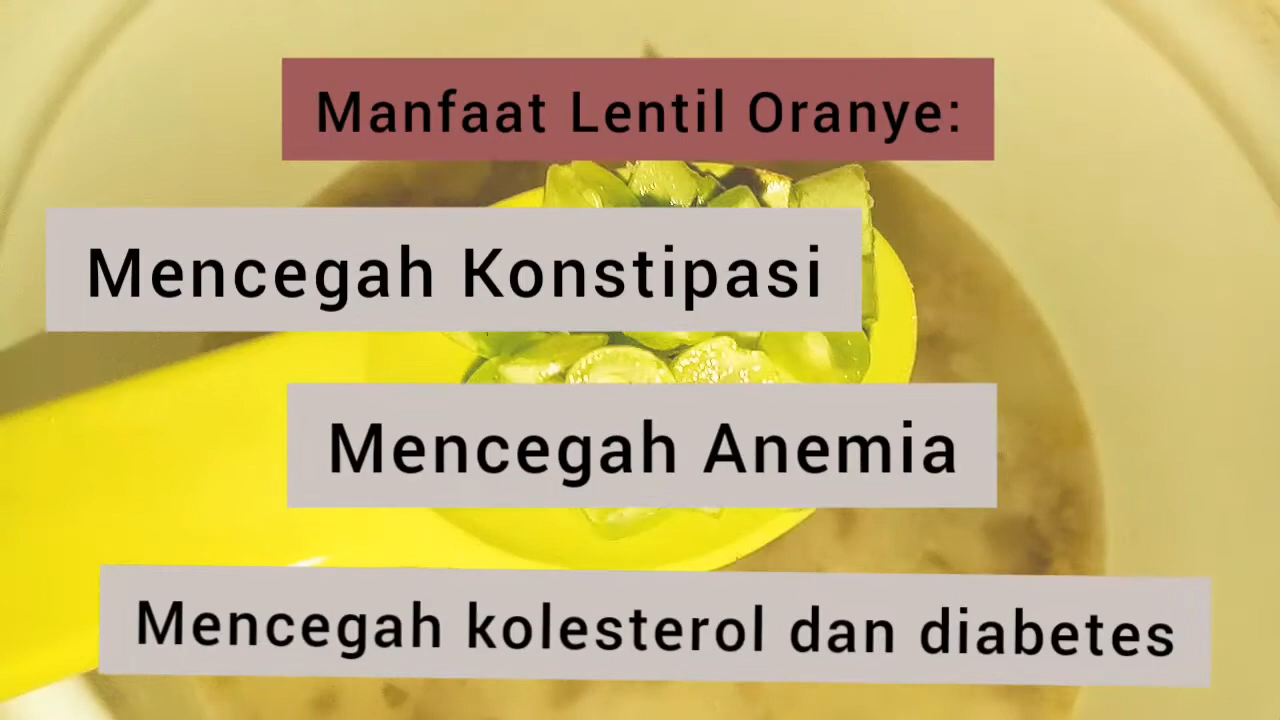 Manfaat Lentil Oranye:
Mencegah Konstipasi
Mencegah Anemia
Mencegah kolesterol dan diabetes